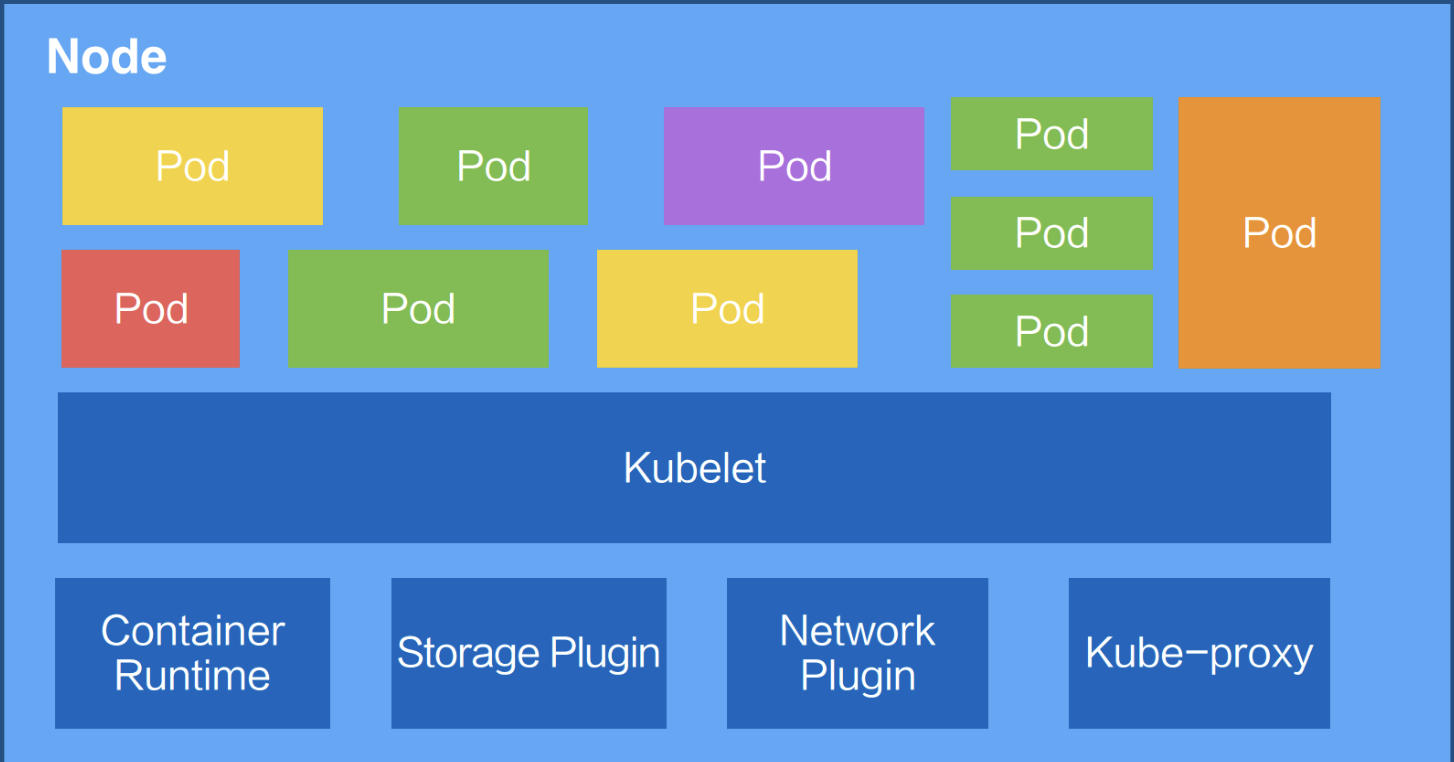 Node
Pod
Pod
Pod
Pod
Pod
Pod
Pod
Pod
Pod
Pod
Kubelet
Container
Runtime
Storage Plugin
Network
Plugin
Kube-proxy